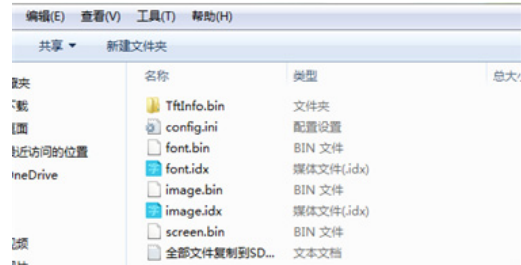 编辑(E) 查看(V) 工具(T) 帮助(H)
共享 新建文件夹
名称 类型
TftInfo.bin 文件夹
config.ini 配置设置
font.bin BIN 文件
font.idx 媒体文件(.idx)
image.bin BIN 文件
image.idx 媒体文件(.idx)
screen.bin BIN 文件
全部文件复制到SD... 文本文档
近访问的位置
OneDrive